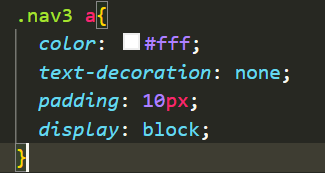 .nav3 a{
color: #fff;
text-decoration: none;
padding: 10px;
display: block;
}